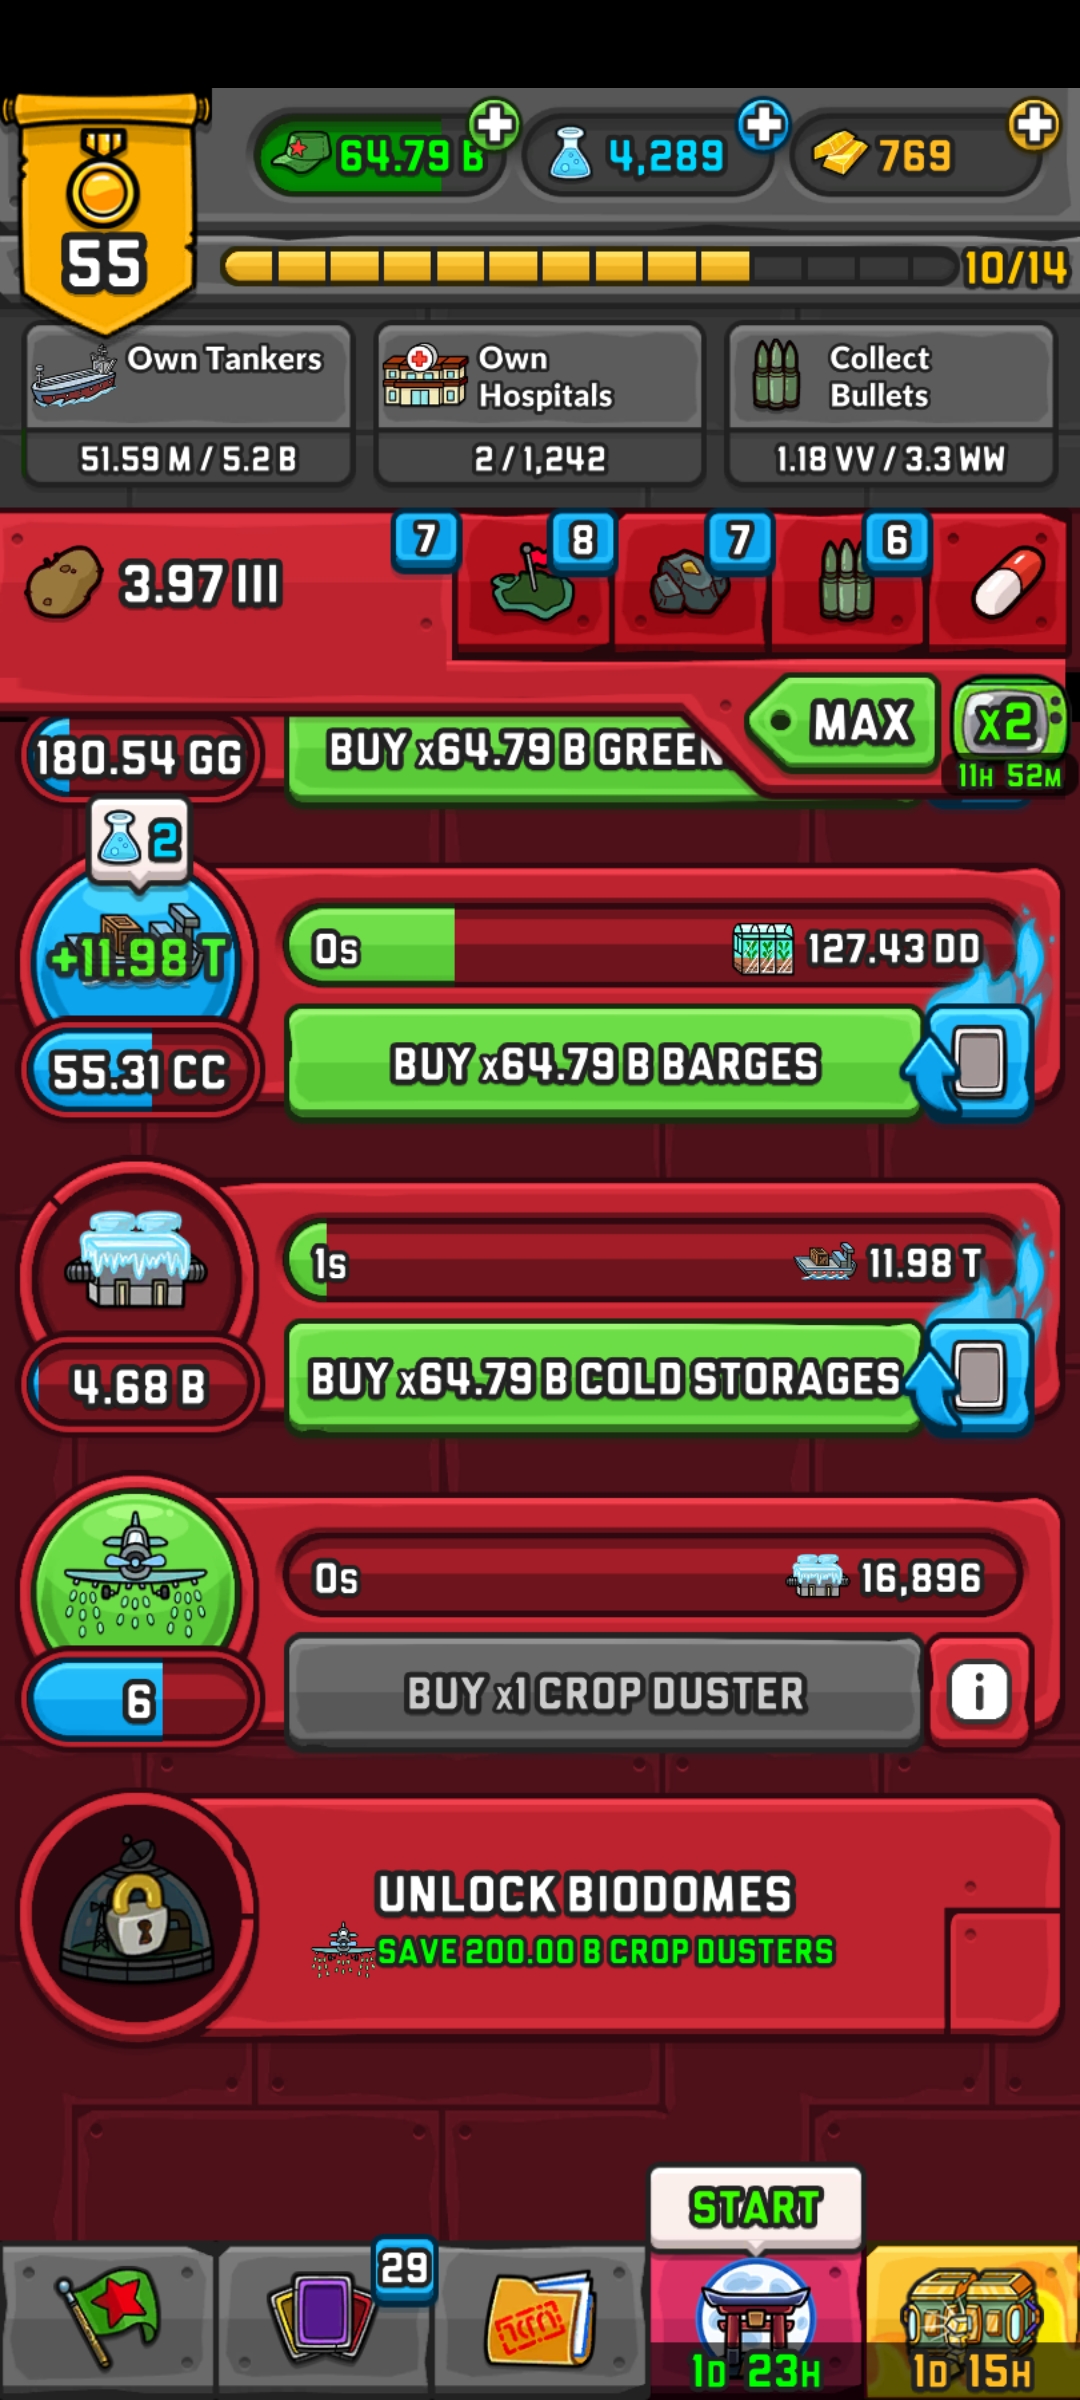 64.79 B
4,289
769
55
10/14
Own Tankers
51.59 M / 5.2 B
Own
Hospitals
2 / 1,242
Collect
Bullets
1.18 VV / 3.3 WW
3.97 III
7
8
7
6
MAX
x2
11H 52M
180.54 GG
BUY x64.79 B GREEN
2
+11.98 T
0s
127.43 DD
55.31 CC
BUY x64.79 B BARGES
1s
11.98 T
4.68 B
BUY x64.79 B COLD STORAGES
0s
16,896
6
BUY x1 CROP DUSTER
i
UNLOCK BIODOMES
SAVE 200.00 B CROP DUSTERS
START
29
1D 23H
1D 15H